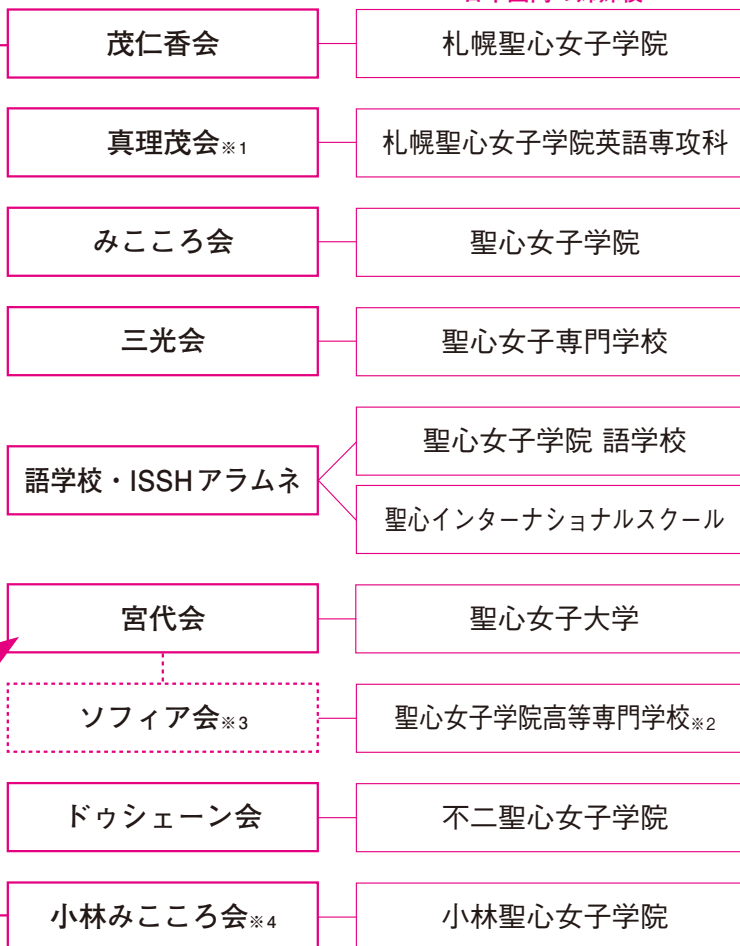 茂仁香会
札幌聖心女子学院
真理茂会※1
札幌聖心女子学院英語専攻科
みこころ会
聖心女子学院
三光会
聖心女子専門学校
語学校・ISSHアラムネ
聖心女子学院 語学校
聖心インターナショナルスクール
宮代会
聖心女子大学
ソフィア会※3
聖心女子学院高等専門学校※2
ドゥシェーン会
不二聖心女子学院
小林みこころ会※4
小林聖心女子学院